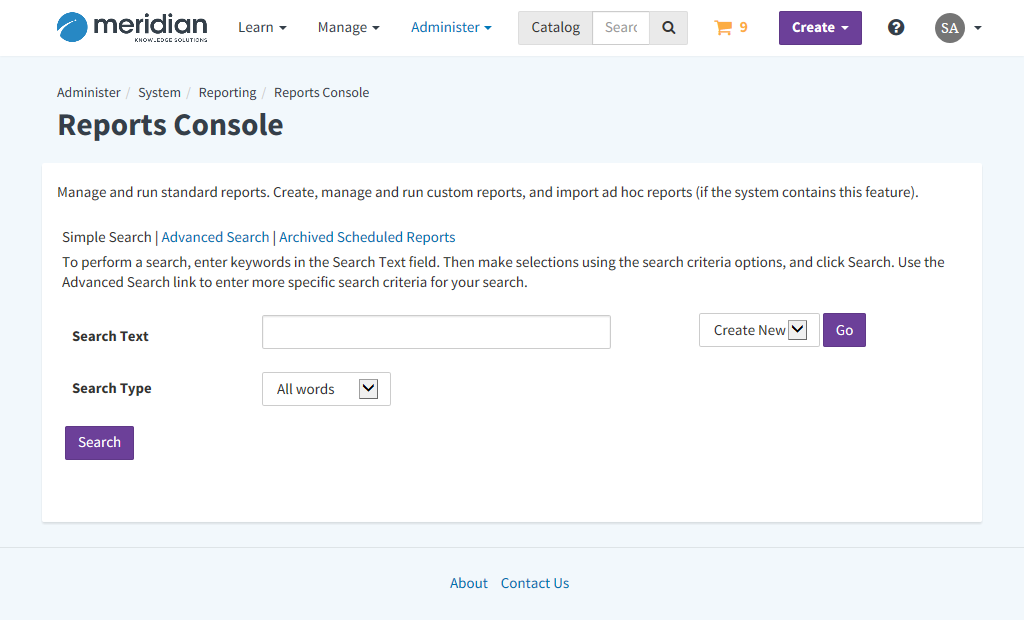 meridian
KNOWLEDGE SOLUTIONS
Learn Manage Administer Catalog Search 9 Create ? SA
Administer / System / Reporting / Reports Console
Reports Console
Manage and run standard reports. Create, manage and run custom reports, and import ad hoc reports (if the system contains this feature).
Simple Search | Advanced Search | Archived Scheduled Reports
To perform a search, enter keywords in the Search Text field. Then make selections using the search criteria options, and click Search. Use the
Advanced Search link to enter more specific search criteria for your search.
Search Text Create New Go
Search Type All words
Search
About Contact Us